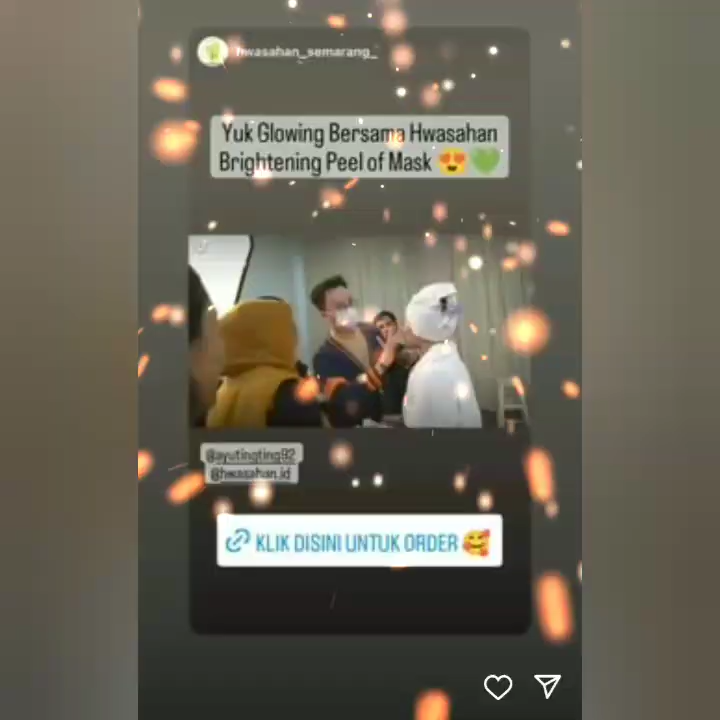 hwasahan_semarang_
Yuk Glowing Bersama Hwasahan
Brightening Peel of Mask 😍💚
@ayutingting92
@hwasahan.id
KLIK DISINI UNTUK ORDER 🥰